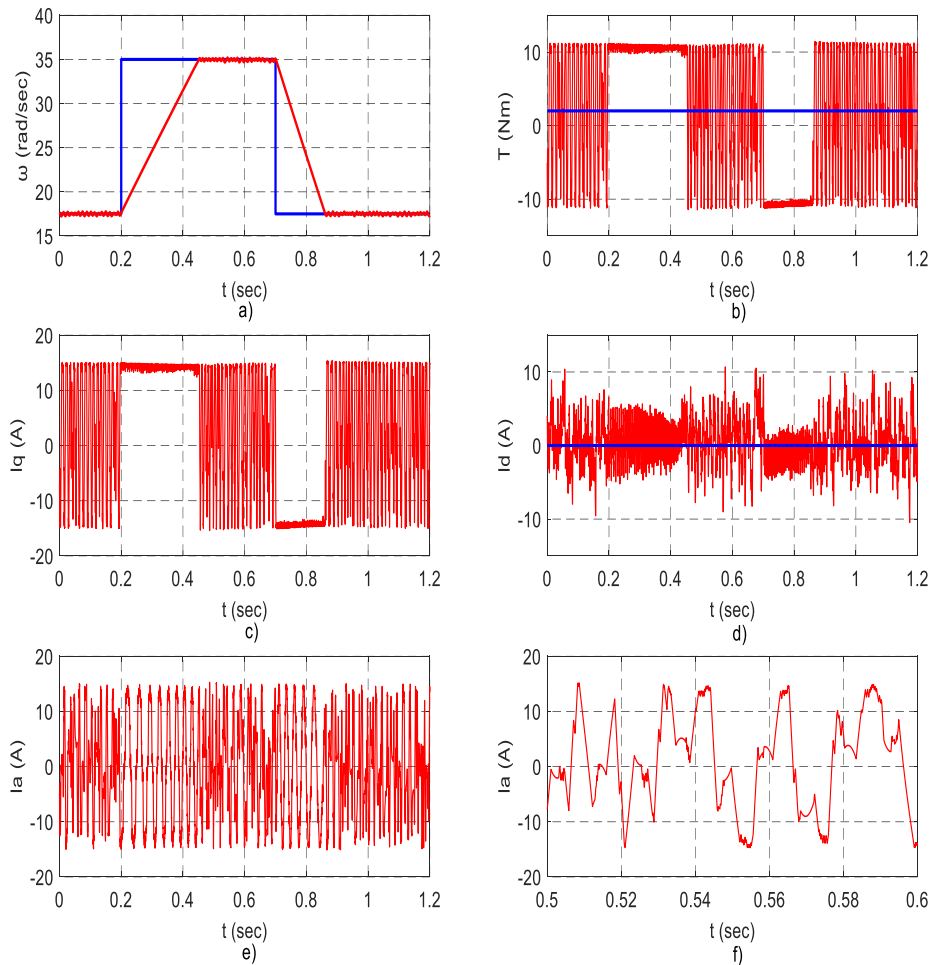 40
35
30
25
20
15
ω (rad/sec)
0 0.2 0.4 0.6 0.8 1 1.2
t (sec)
a)
10
0
-10
T (Nm)
0 0.2 0.4 0.6 0.8 1 1.2
t (sec)
b)
20
10
0
-10
-20
Iq (A)
0 0.2 0.4 0.6 0.8 1 1.2
t (sec)
c)
10
0
-10
Id (A)
0 0.2 0.4 0.6 0.8 1 1.2
t (sec)
d)
20
10
0
-10
-20
Ia (A)
0 0.2 0.4 0.6 0.8 1 1.2
t (sec)
e)
20
10
0
-10
-20
Ia (A)
0.5 0.52 0.54 0.56 0.58 0.6
t (sec)
f)